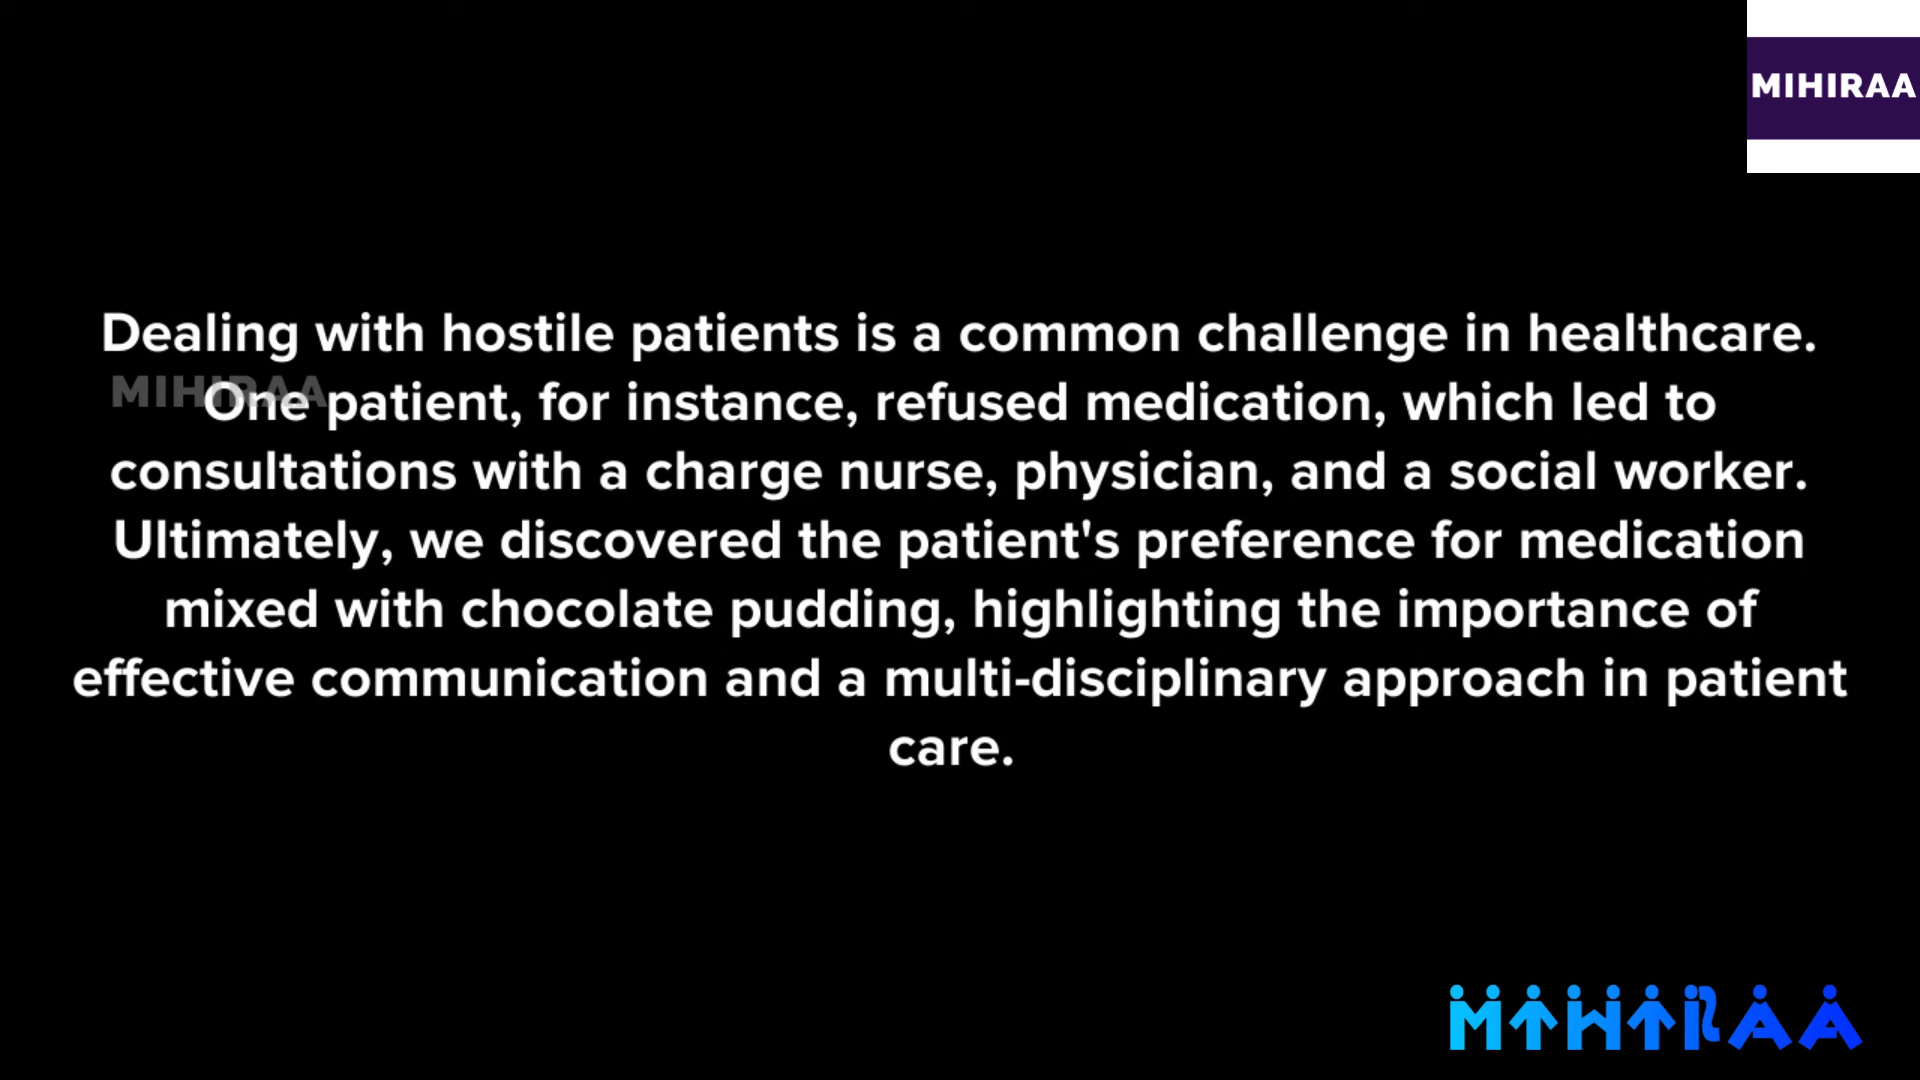 MIHIRAA
Dealing with hostile patients is a common challenge in healthcare.
MIHIRAA
One patient, for instance, refused medication, which led to
consultations with a charge nurse, physician, and a social worker.
Ultimately, we discovered the patient's preference for medication
mixed with chocolate pudding, highlighting the importance of
effective communication and a multi-disciplinary approach in patient
care.
MIHIRAA